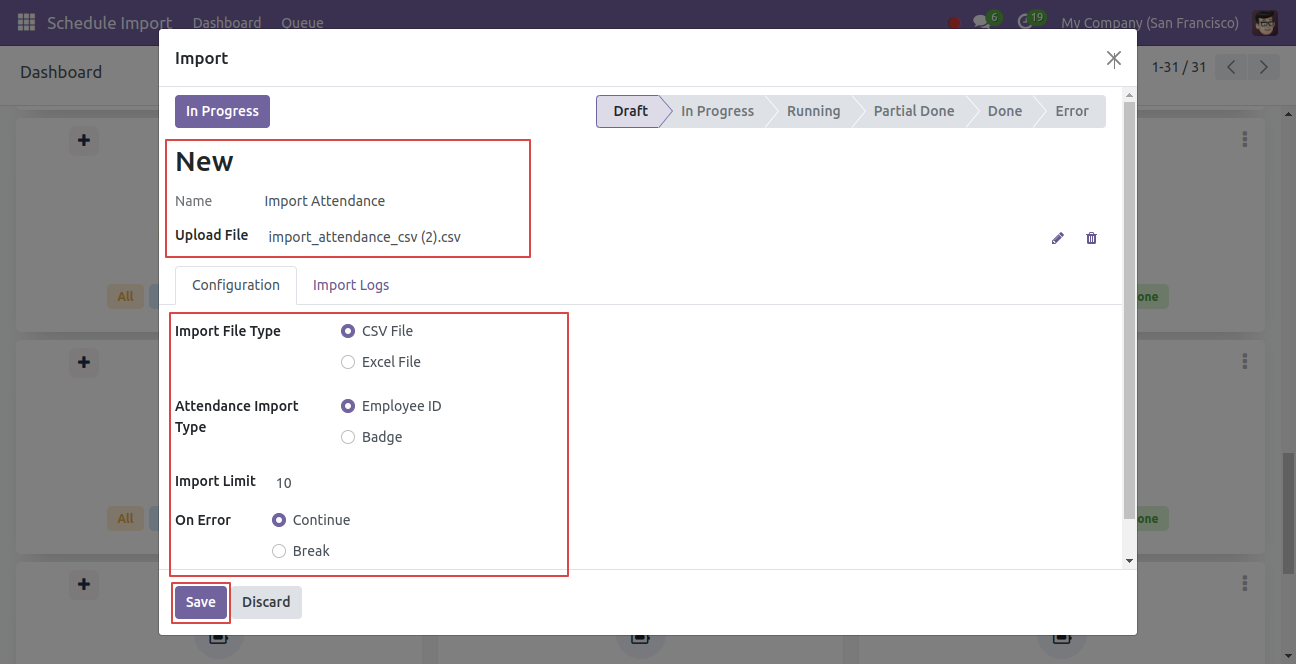 Schedule Import Dashboard Queue 6 19 My Company (San Francisco)
Dashboard
1-31 / 31
Import
In Progress
Draft In Progress Running Partial Done Done Error
New
Name Import Attendance
Upload File import_attendance_csv (2).csv
Configuration Import Logs
All
one
Import File Type CSV File
Excel File
Attendance Import Type Employee ID
Badge
Import Limit 10
On Error Continue
All
one
Break
Save Discard